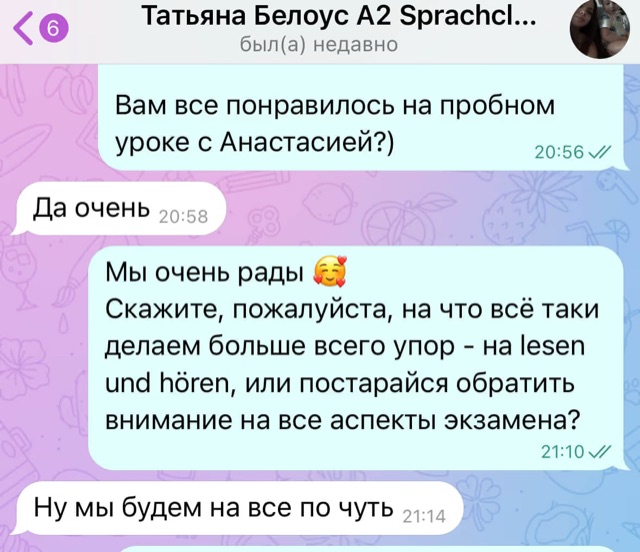 6
Татьяна Белоус A2 Sprachcl...
был(а) недавно
Вам все понравилось на пробном
уроке с Анастасией?)
20:56
Да очень 20:58
Мы очень рады 🥰
Скажите, пожалуйста, на что всё таки
делаем больше всего упор - на lesen
und hören, или постарайся обратить
внимание на все аспекты экзамена?
21:10
Ну мы будем на все по чуть 21:14